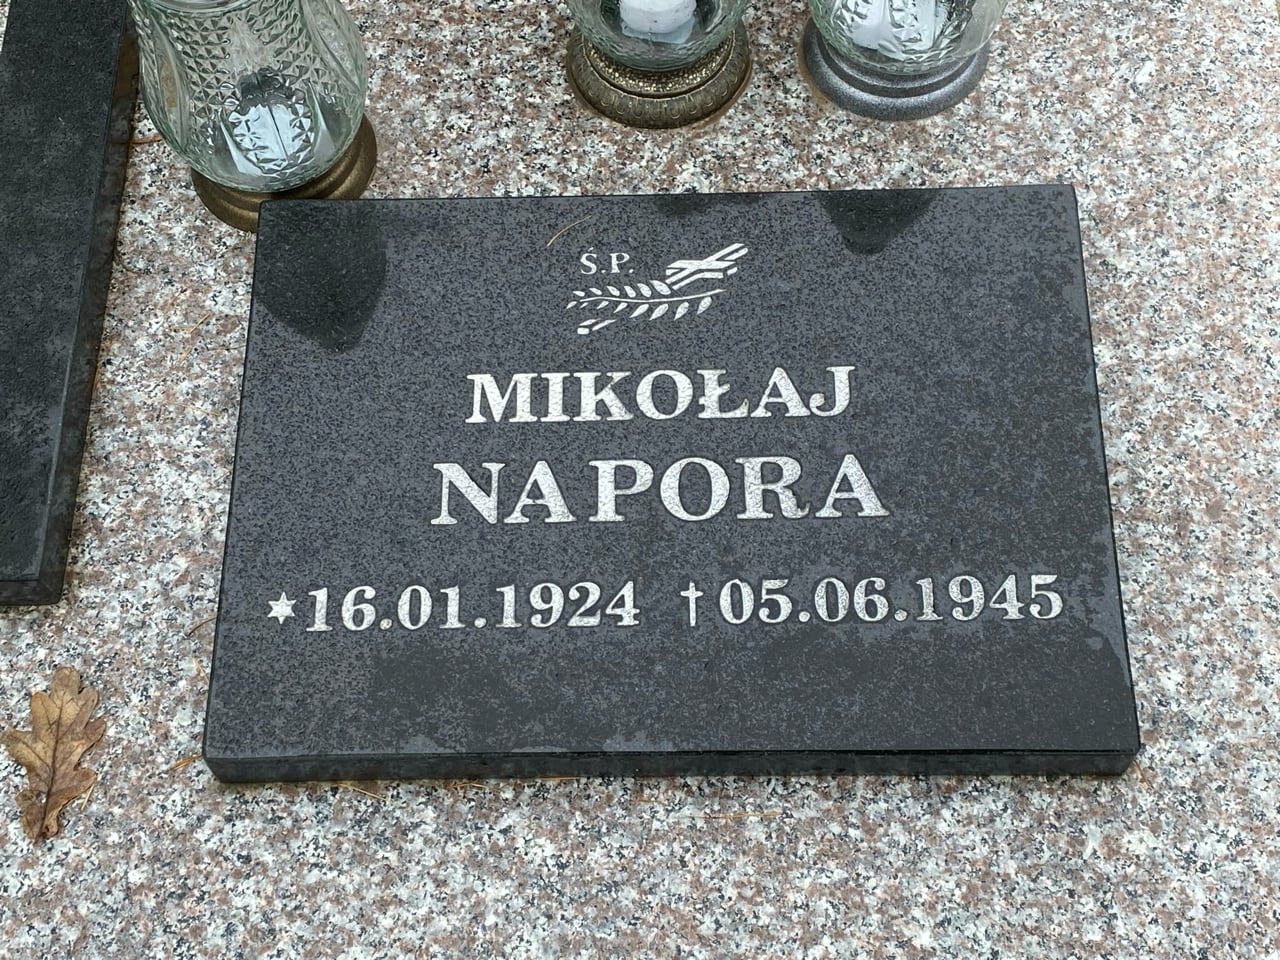 Ś.P.
MIKOŁAJ
NAPORA
*16.01.1924 †05.06.1945